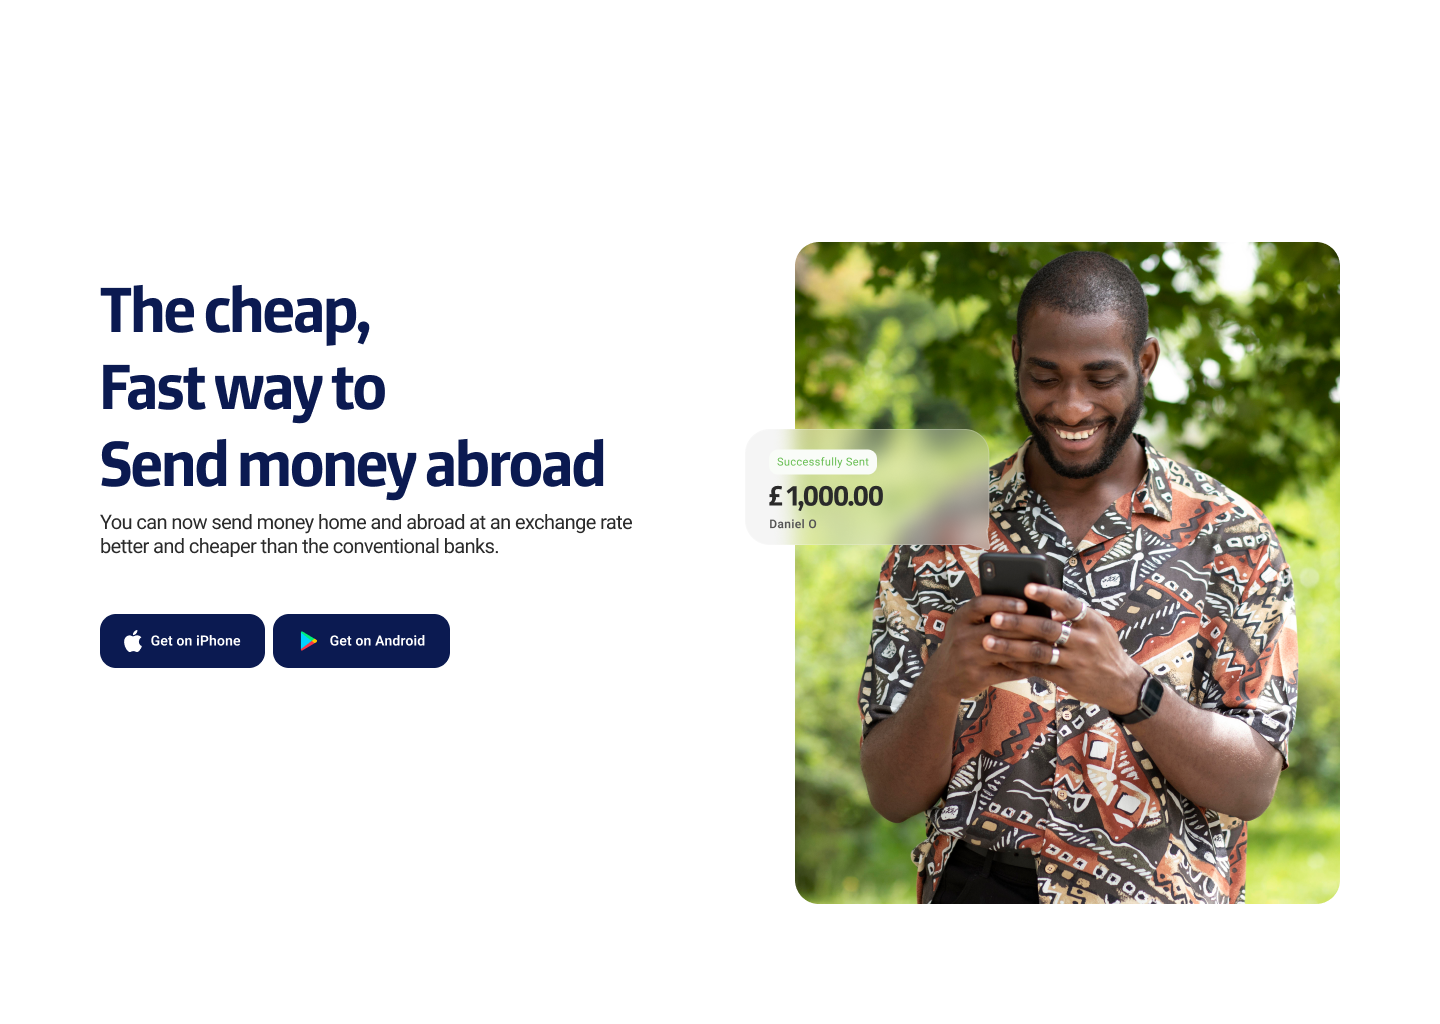 The cheap,
Fast way to
Send money abroad
You can now send money home and abroad at an exchange rate
better and cheaper than the conventional banks.
Get on iPhone
Get on Android
Successfully Sent
£ 1,000.00
Daniel O